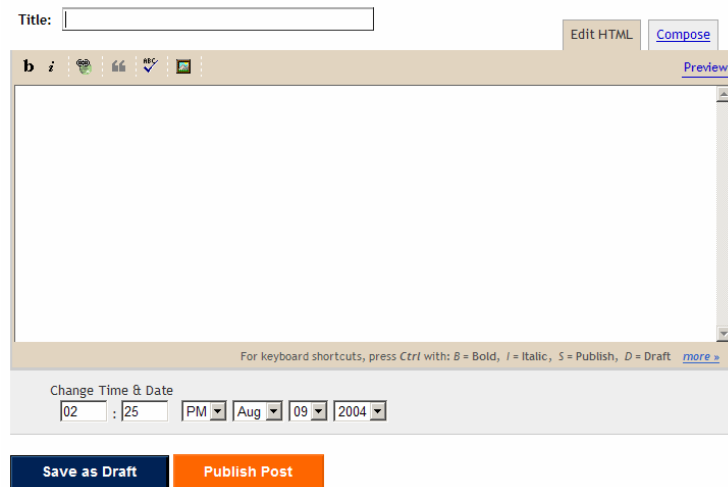 Title:
Edit HTML Compose
b i ABC Preview
For keyboard shortcuts, press Ctrl with: B = Bold, I = Italic, S = Publish, D = Draft more »
Change Time & Date
02 : 25 PM Aug 09 2004
Save as Draft Publish Post